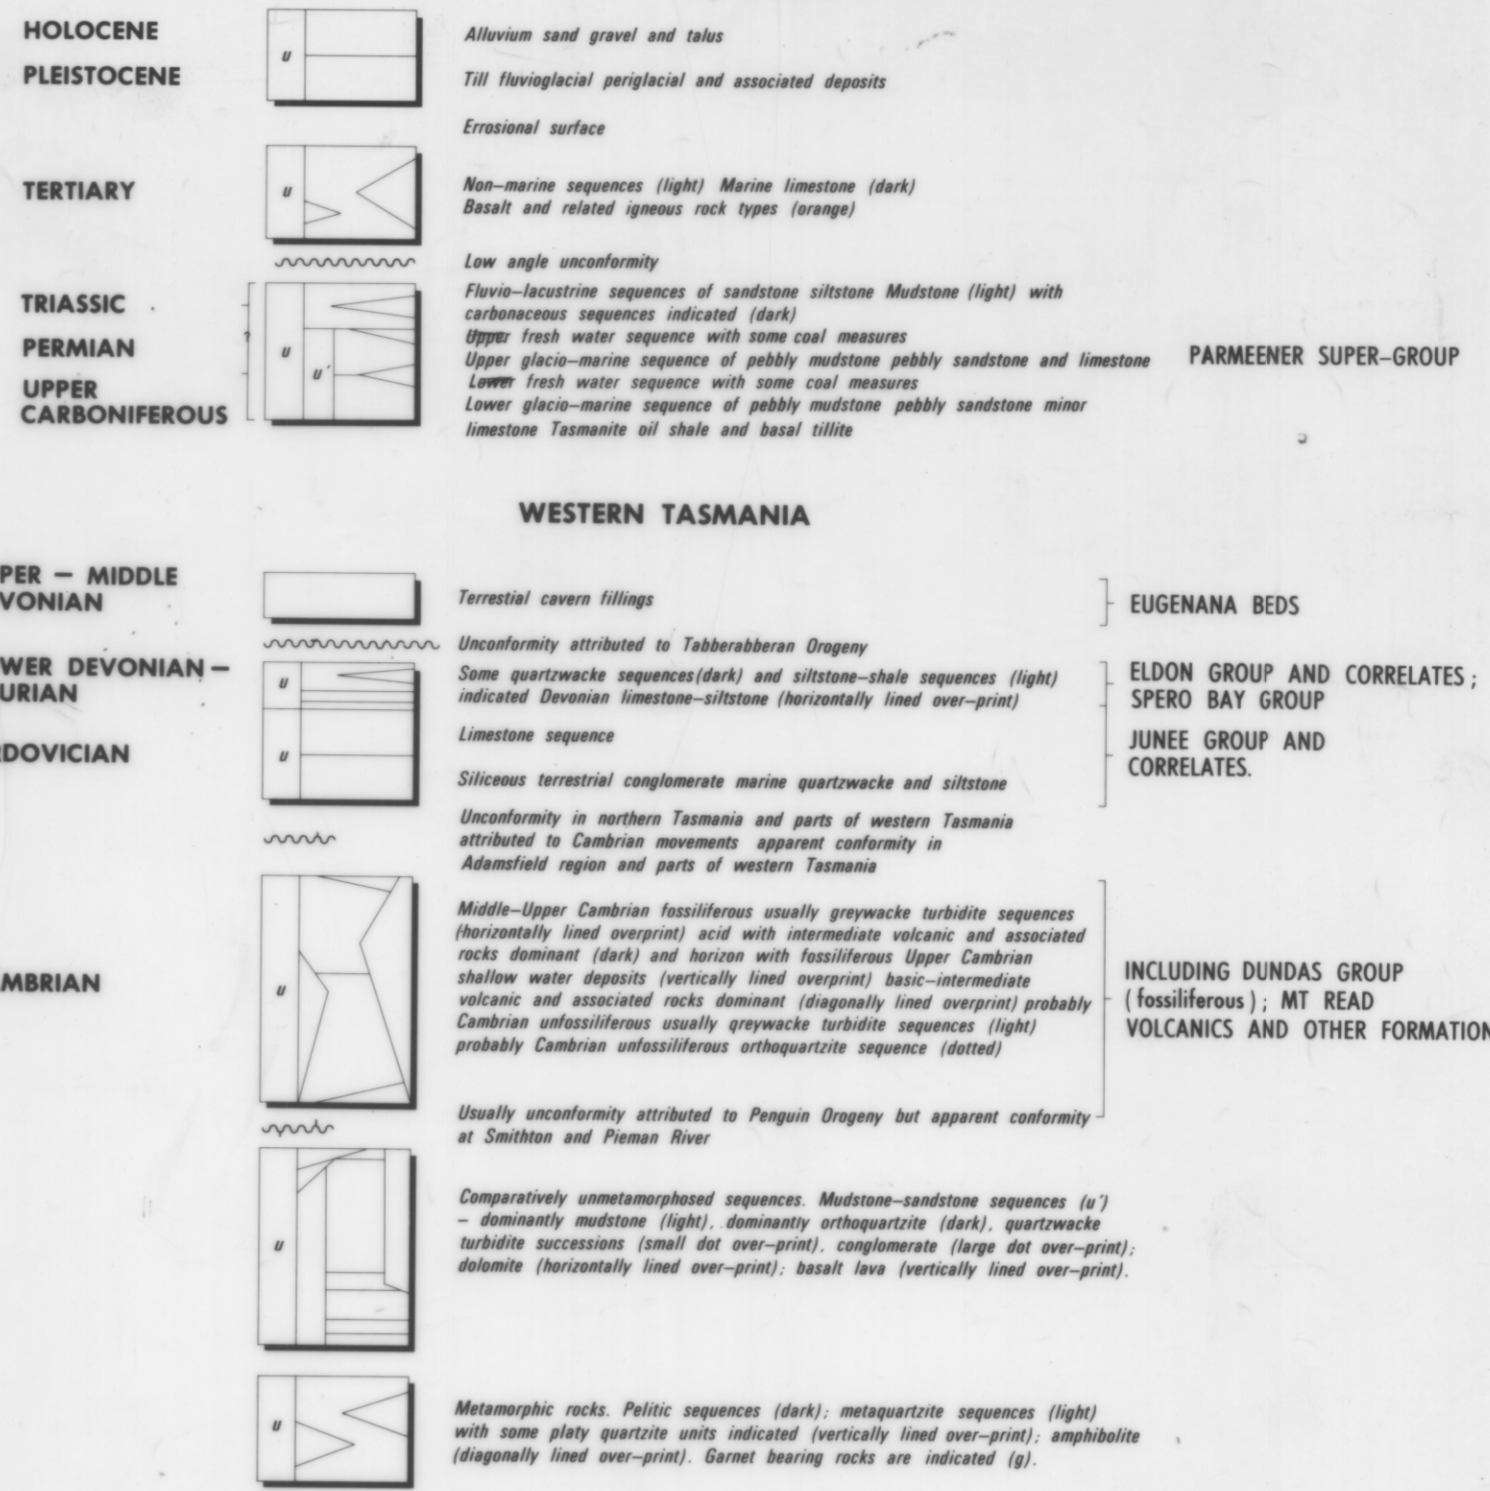 HOLOCENE
Alluvium sand gravel and talus
u
PLEISTOCENE
Till fluvioglacial periglacial and associated deposits
Errosional surface
TERTIARY
u
Non—marine sequences (light) Marine limestone (dark)
Basalt and related igneous rock types (orange)
Low angle unconformity
TRIASSIC
Fluvio—lacustrine sequences of sandstone siltstone Mudstone (light) with
carbonaceous sequences indicated (dark)
?
Upper fresh water sequence with some coal measures
PERMIAN
u
Upper glacio—marine sequence of pebbly mudstone pebbly sandstone and limestone
PARMEENER SUPER—GROUP
u'
UPPER
CARBONIFEROUS
Lower fresh water sequence with some coal measures
Lower glacio—marine sequence of pebbly mudstone pebbly sandstone minor
limestone Tasmanite oil shale and basal tillite
WESTERN TASMANIA
PER — MIDDLE
VONIAN
Terrestial cavern fillings
EUGENANA BEDS
Unconformity attributed to Tabberabberan Orogeny
WER DEVONIAN —
URIAN
u
Some quartzwacke sequences(dark) and siltstone—shale sequences (light)
indicated Devonian limestone—siltstone (horizontally lined over—print)
ELDON GROUP AND CORRELATES;
SPERO BAY GROUP
DOVICIAN
u
Limestone sequence
Siliceous terrestrial conglomerate marine quartzwacke and siltstone
JUNEE GROUP AND
CORRELATES.
Unconformity in northern Tasmania and parts of western Tasmania
attributed to Cambrian movements apparent conformity in
Adamsfield region and parts of western Tasmania
MBRIAN
u
Middle—Upper Cambrian fossiliferous usually greywacke turbidite sequences
(horizontally lined overprint) acid with intermediate volcanic and associated
rocks dominant (dark) and horizon with fossiliferous Upper Cambrian
shallow water deposits (vertically lined overprint) basic—intermediate
volcanic and associated rocks dominant (diagonally lined overprint) probably
Cambrian unfossiliferous usually greywacke turbidite sequences (light)
probably Cambrian unfossiliferous orthoquartzite sequence (dotted)
INCLUDING DUNDAS GROUP
(fossiliferous); MT READ
VOLCANICS AND OTHER FORMATION
Usually unconformity attributed to Penguin Orogeny but apparent conformity
at Smithton and Pieman River
u
Comparatively unmetamorphosed sequences. Mudstone—sandstone sequences (u')
— dominantly mudstone (light), dominantly orthoquartzite (dark), quartzwacke
turbidite successions (small dot over—print), conglomerate (large dot over—print);
dolomite (horizontally lined over—print); basalt lava (vertically lined over—print).
u
Metamorphic rocks. Pelitic sequences (dark); metaquartzite sequences (light)
with some platy quartzite units indicated (vertically lined over—print); amphibolite
(diagonally lined over—print). Garnet bearing rocks are indicated (g).